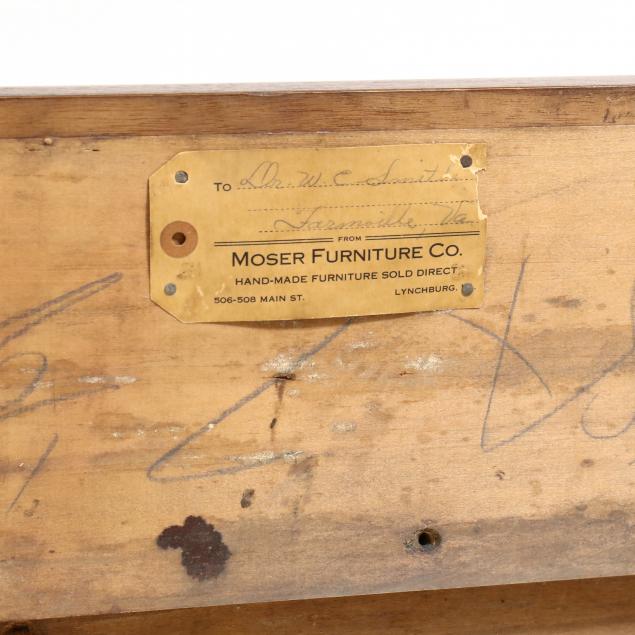 TO Dr. W. C. Smith
Farmville, Va.
FROM
MOSER FURNITURE CO.
HAND-MADE FURNITURE SOLD DIRECT.
506-508 MAIN ST. LYNCHBURG.